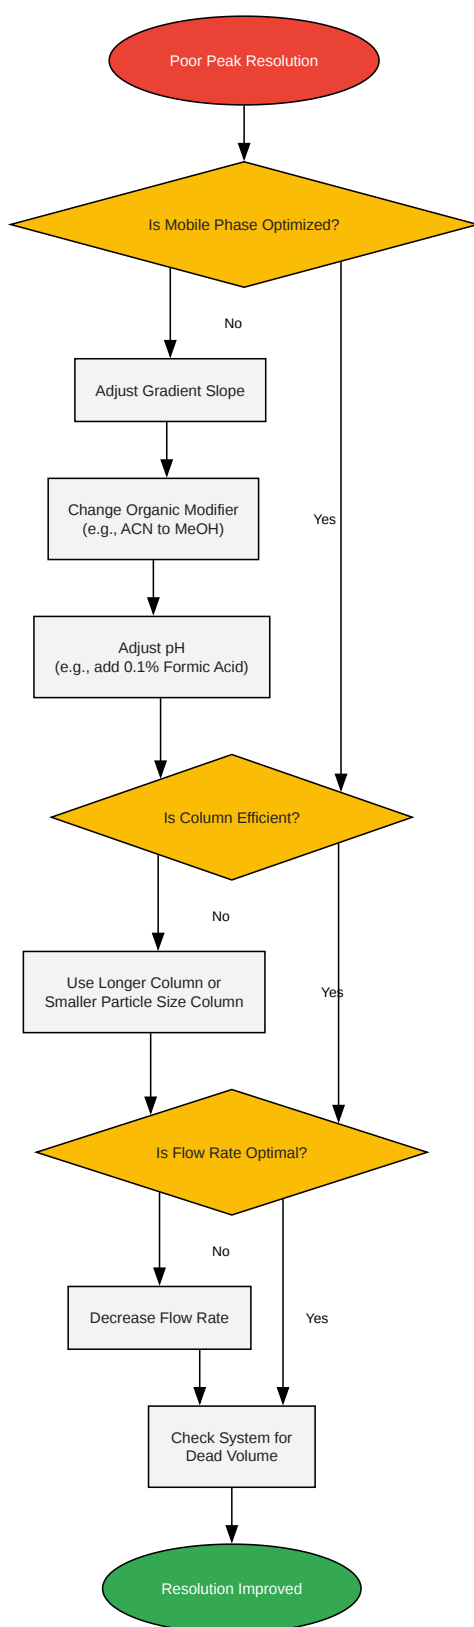 Poor Peak Resolution
Is Mobile Phase Optimized?
No
Adjust Gradient Slope
Change Organic Modifier
(e.g., ACN to MeOH)
Yes
Adjust pH
(e.g., add 0.1% Formic Acid)
Is Column Efficient?
No
Use Longer Column or
Smaller Particle Size Column
Yes
Is Flow Rate Optimal?
No
Decrease Flow Rate
Yes
Check System for
Dead Volume
Resolution Improved